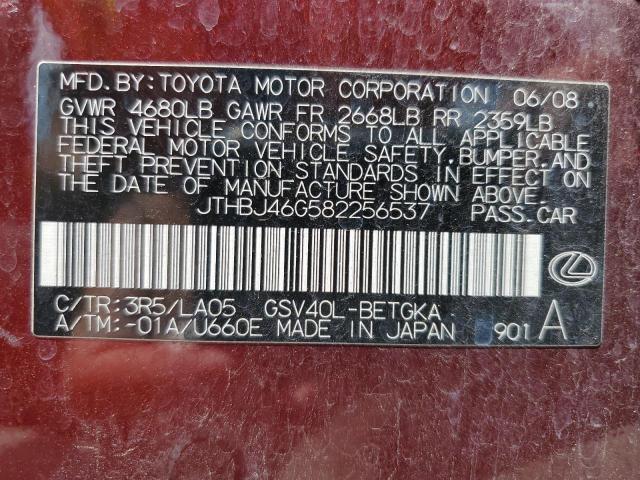 MFD. BY: TOYOTA MOTOR CORPORATION 06/08
GVWR 4680LB GAWR FR 2668LB RR 2359LB
THIS VEHICLE CONFORMS TO ALL APPLICABLE
FEDERAL MOTOR VEHICLE SAFETY, BUMPER, AND
THEFT PREVENTION STANDARDS IN EFFECT ON
THE DATE OF MANUFACTURE SHOWN ABOVE.
JTHBJ46G582256537 PASS. CAR
C/TR: 3R5/LA05 GSV40L-BETGKA
A/TM: -01A/U660E MADE IN JAPAN 901 A